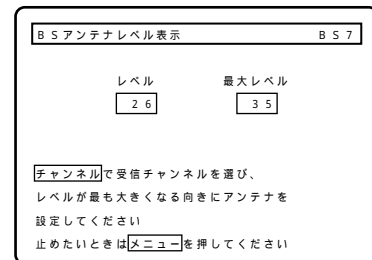 BSアンテナレベル表示 BS7
レベル 最大レベル
26 35
チャンネルで受信チャンネルを選び、
レベルが最も大きくなる向きにアンテナを
設定してください
止めたいときはメニューを押してください